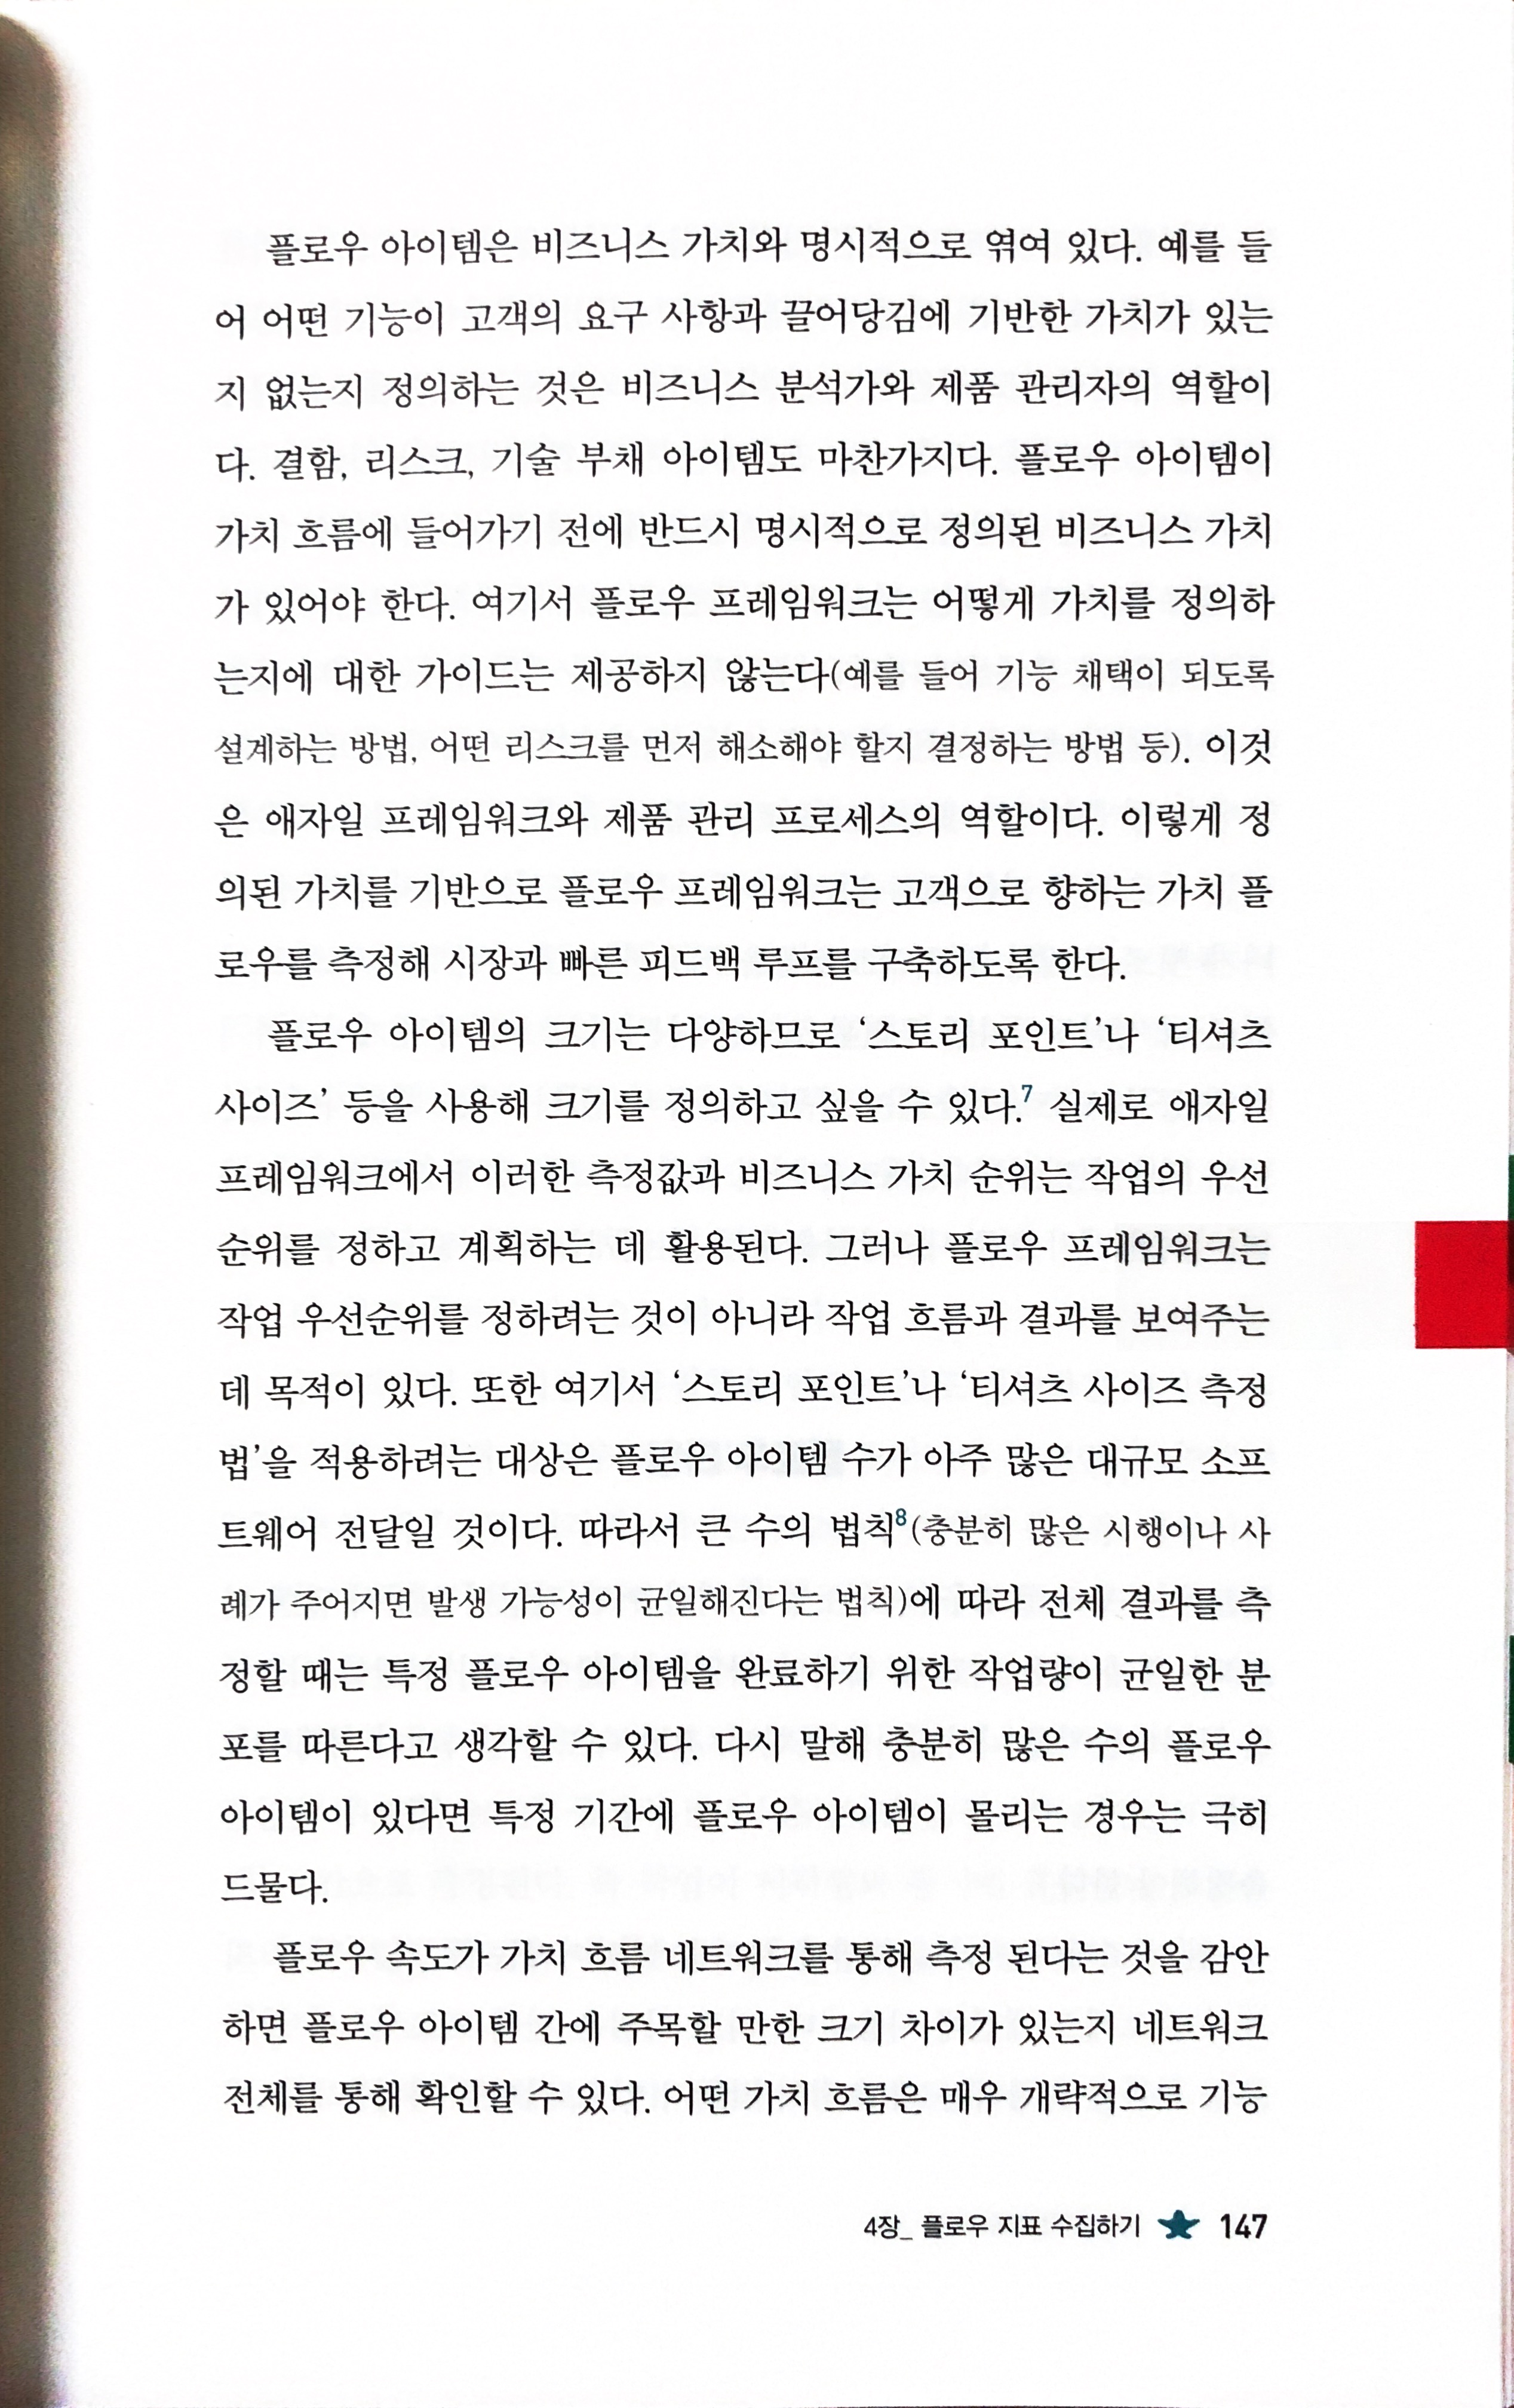 플로우 아이템은 비즈니스 가치와 명시적으로 엮여 있다. 예를 들
어 어떤 기능이 고객의 요구 사항과 끌어당김에 기반한 가치가 있는
지 없는지 정의하는 것은 비즈니스 분석가와 제품 관리자의 역할이
다. 결함, 리스크, 기술 부채 아이템도 마찬가지다. 플로우 아이템이
가치 흐름에 들어가기 전에 반드시 명시적으로 정의된 비즈니스 가치
가 있어야 한다. 여기서 플로우 프레임워크는 어떻게 가치를 정의하
는지에 대한 가이드는 제공하지 않는다(예를 들어 기능 채택이 되도록
설계하는 방법, 어떤 리스크를 먼저 해소해야 할지 결정하는 방법 등). 이것
은 애자일 프레임워크와 제품 관리 프로세스의 역할이다. 이렇게 정
의된 가치를 기반으로 플로우 프레임워크는 고객으로 향하는 가치 플
로우를 측정해 시장과 빠른 피드백 루프를 구축하도록 한다.
플로우 아이템의 크기는 다양하므로 ‘스토리 포인트’나 ‘티셔츠
사이즈’ 등을 사용해 크기를 정의하고 싶을 수 있다.7 실제로 애자일
프레임워크에서 이러한 측정값과 비즈니스 가치 순위는 작업의 우선
순위를 정하고 계획하는 데 활용된다. 그러나 플로우 프레임워크는
작업 우선순위를 정하려는 것이 아니라 작업 흐름과 결과를 보여주는
데 목적이 있다. 또한 여기서 ‘스토리 포인트’나 ‘티셔츠 사이즈 측정
법’을 적용하려는 대상은 플로우 아이템 수가 아주 많은 대규모 소프
트웨어 전달일 것이다. 따라서 큰 수의 법칙8(충분히 많은 시행이나 사
례가 주어지면 발생 가능성이 균일해진다는 법칙)에 따라 전체 결과를 측
정할 때는 특정 플로우 아이템을 완료하기 위한 작업량이 균일한 분
포를 따른다고 생각할 수 있다. 다시 말해 충분히 많은 수의 플로우
아이템이 있다면 특정 기간에 플로우 아이템이 몰리는 경우는 극히
드물다.
플로우 속도가 가치 흐름 네트워크를 통해 측정 된다는 것을 감안
하면 플로우 아이템 간에 주목할 만한 크기 차이가 있는지 네트워크
전체를 통해 확인할 수 있다. 어떤 가치 흐름은 매우 개략적으로 기능
4장_ 플로우 지표 수집하기 ★ 147